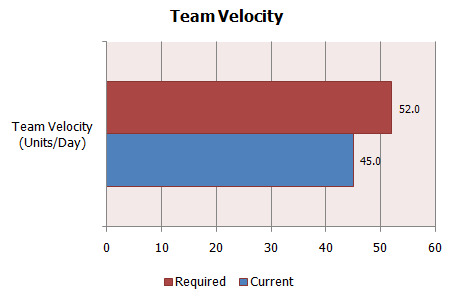 Team Velocity
Team Velocity
(Units/Day)
52.0
45.0
0 10 20 30 40 50 60
Required Current